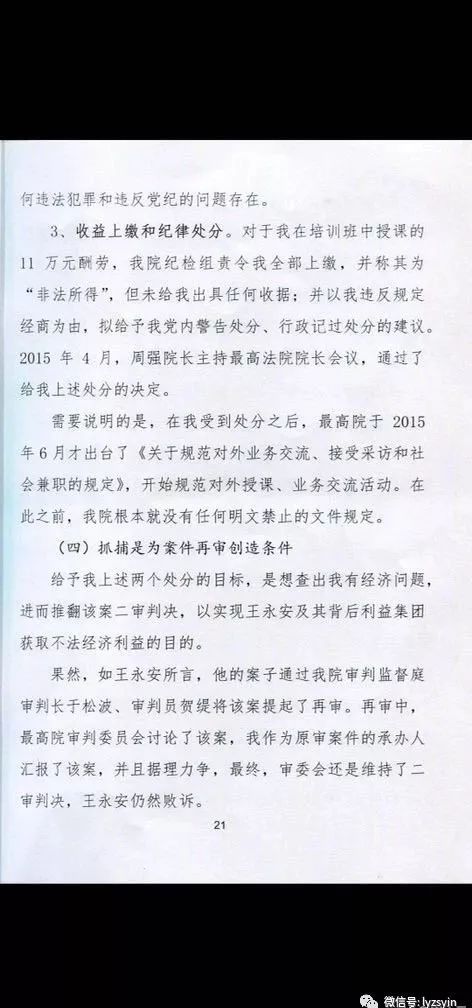 何违法犯罪和违反党纪的问题存在。
3、收益上缴和纪律处分。对于我在培训班中授课的
11 万元酬劳，我院纪检组责令我全部上缴，并称其为
“非法所得”，但未给我出具任何收据；并以我违反规定
经商为由，拟给予我党内警告处分、行政记过处分的建议。
2015 年 4 月，周强院长主持最高法院院长会议，通过了
给我上述处分的决定。
需要说明的是，在我受到处分之后，最高院于 2015
年 6 月才出台了《关于规范对外业务交流、接受采访和社
会兼职的规定》，开始规范对外授课、业务交流活动。在
此之前，我院根本就没有任何明文禁止的文件规定。
（四）抓捕是为案件再审创造条件
给予我上述两个处分的目标，是想查出我有经济问题，
进而推翻该案二审判决，以实现王永安及其背后利益集团
获取不法经济利益的目的。
果然，如王永安所言，他的案子通过我院审判监督庭
审判长于松波、审判员贺缇将该案提起了再审。再审中，
最高院审判委员会讨论了该案，我作为原审案件的承办人
汇报了该案，并且据理力争，最终，审委会还是维持了二
审判决，王永安仍然败诉。
21
微信号: lyzsyin__